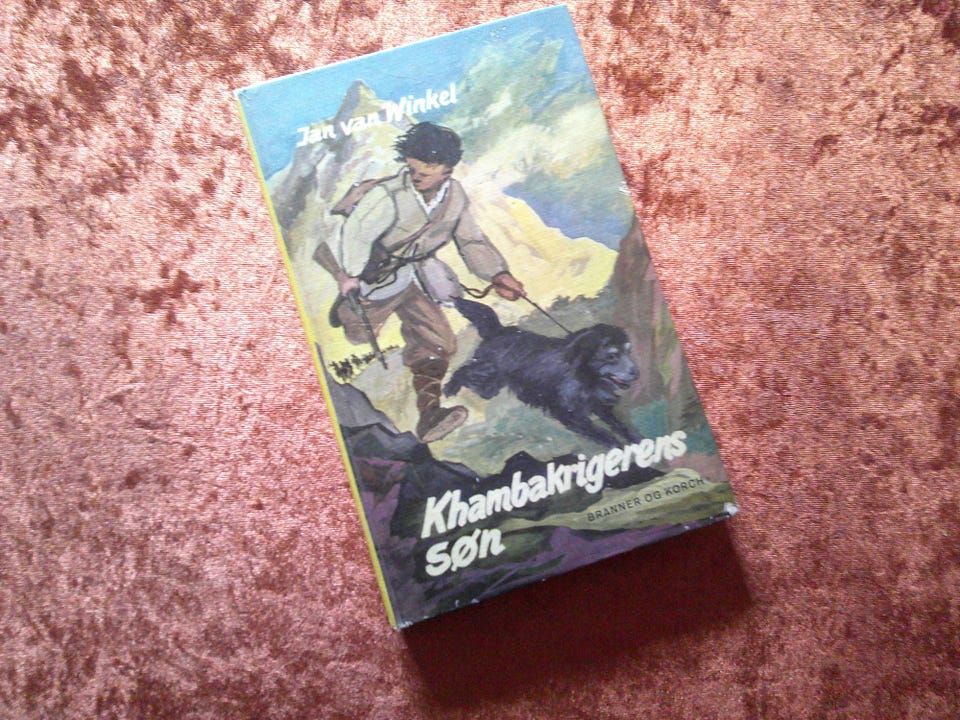 Jan van Winkel
Khambakrigerens
søn
BRANNER OG KORCH